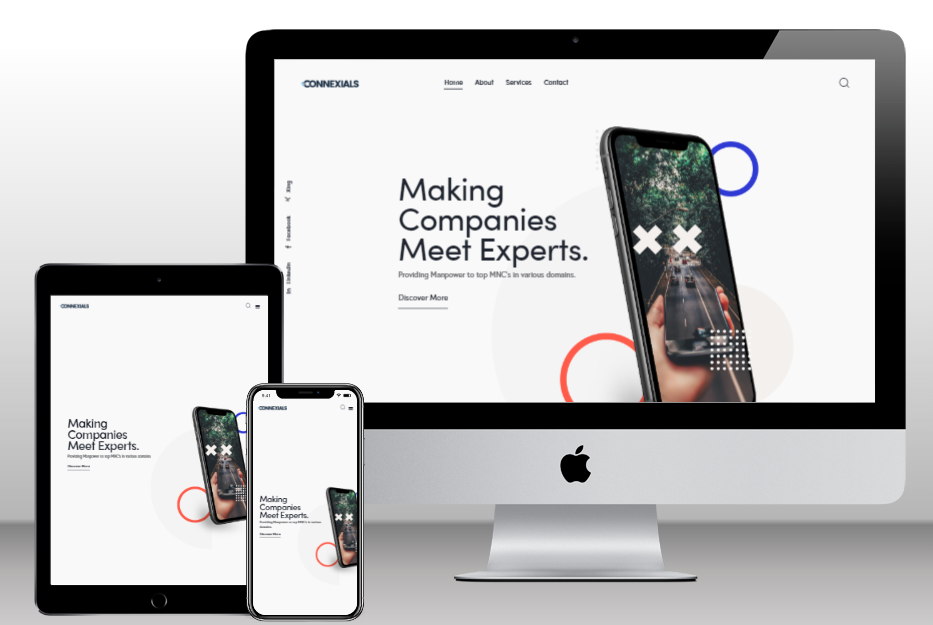 CONNEXIALS
Home About Services Contact
Xing
Facebook
LinkedIn
in
Making
Companies
Meet Experts.
Providing Manpower to top MNC's in various domains.
Discover More
CONNEXIALS
Making
Companies
Meet Experts.
Providing Manpower to top MNC's in various domains.
Discover More
9:41
CONNEXIALS
Making
Companies
Meet Experts.
Providing Manpower to top MNC's in various
domains.
Discover More